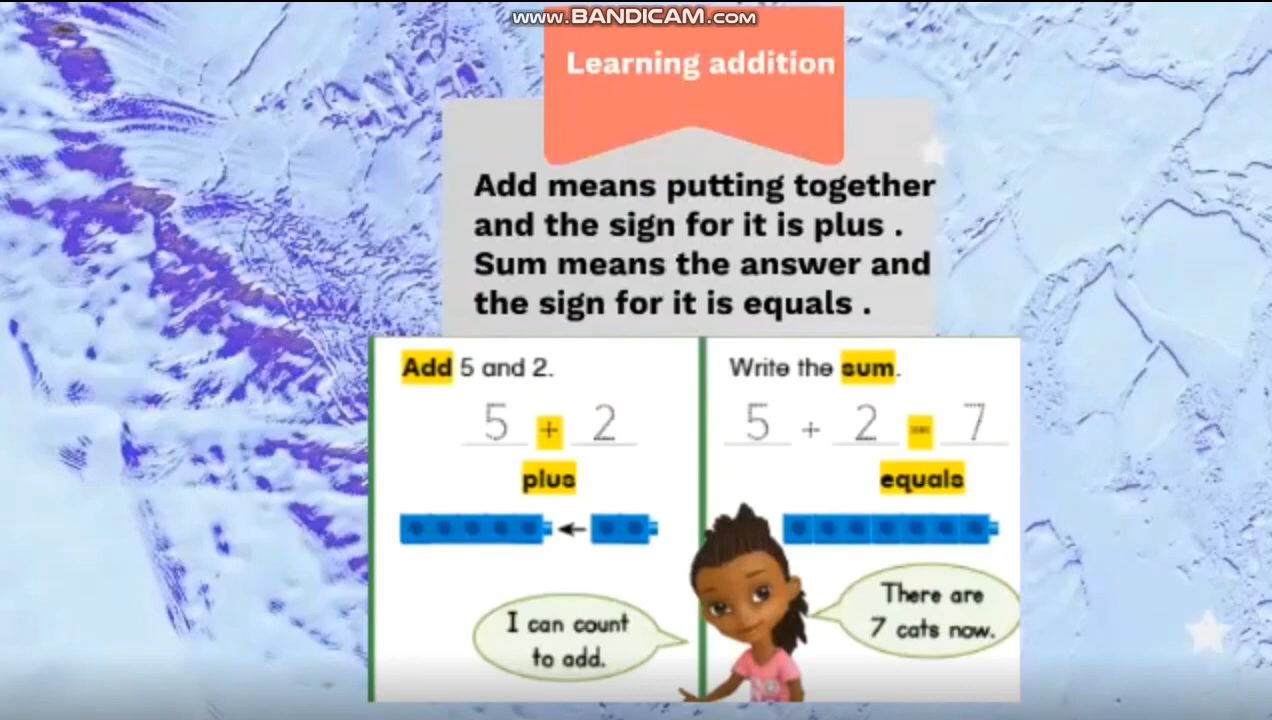 www.BANDICAM.com
Learning addition
Add means putting together
and the sign for it is plus .
Sum means the answer and
the sign for it is equals .
Add 5 and 2.
5 + 2
plus
I can count
to add.
Write the sum.
5 + 2 = 7
equals
There are
7 cats now.